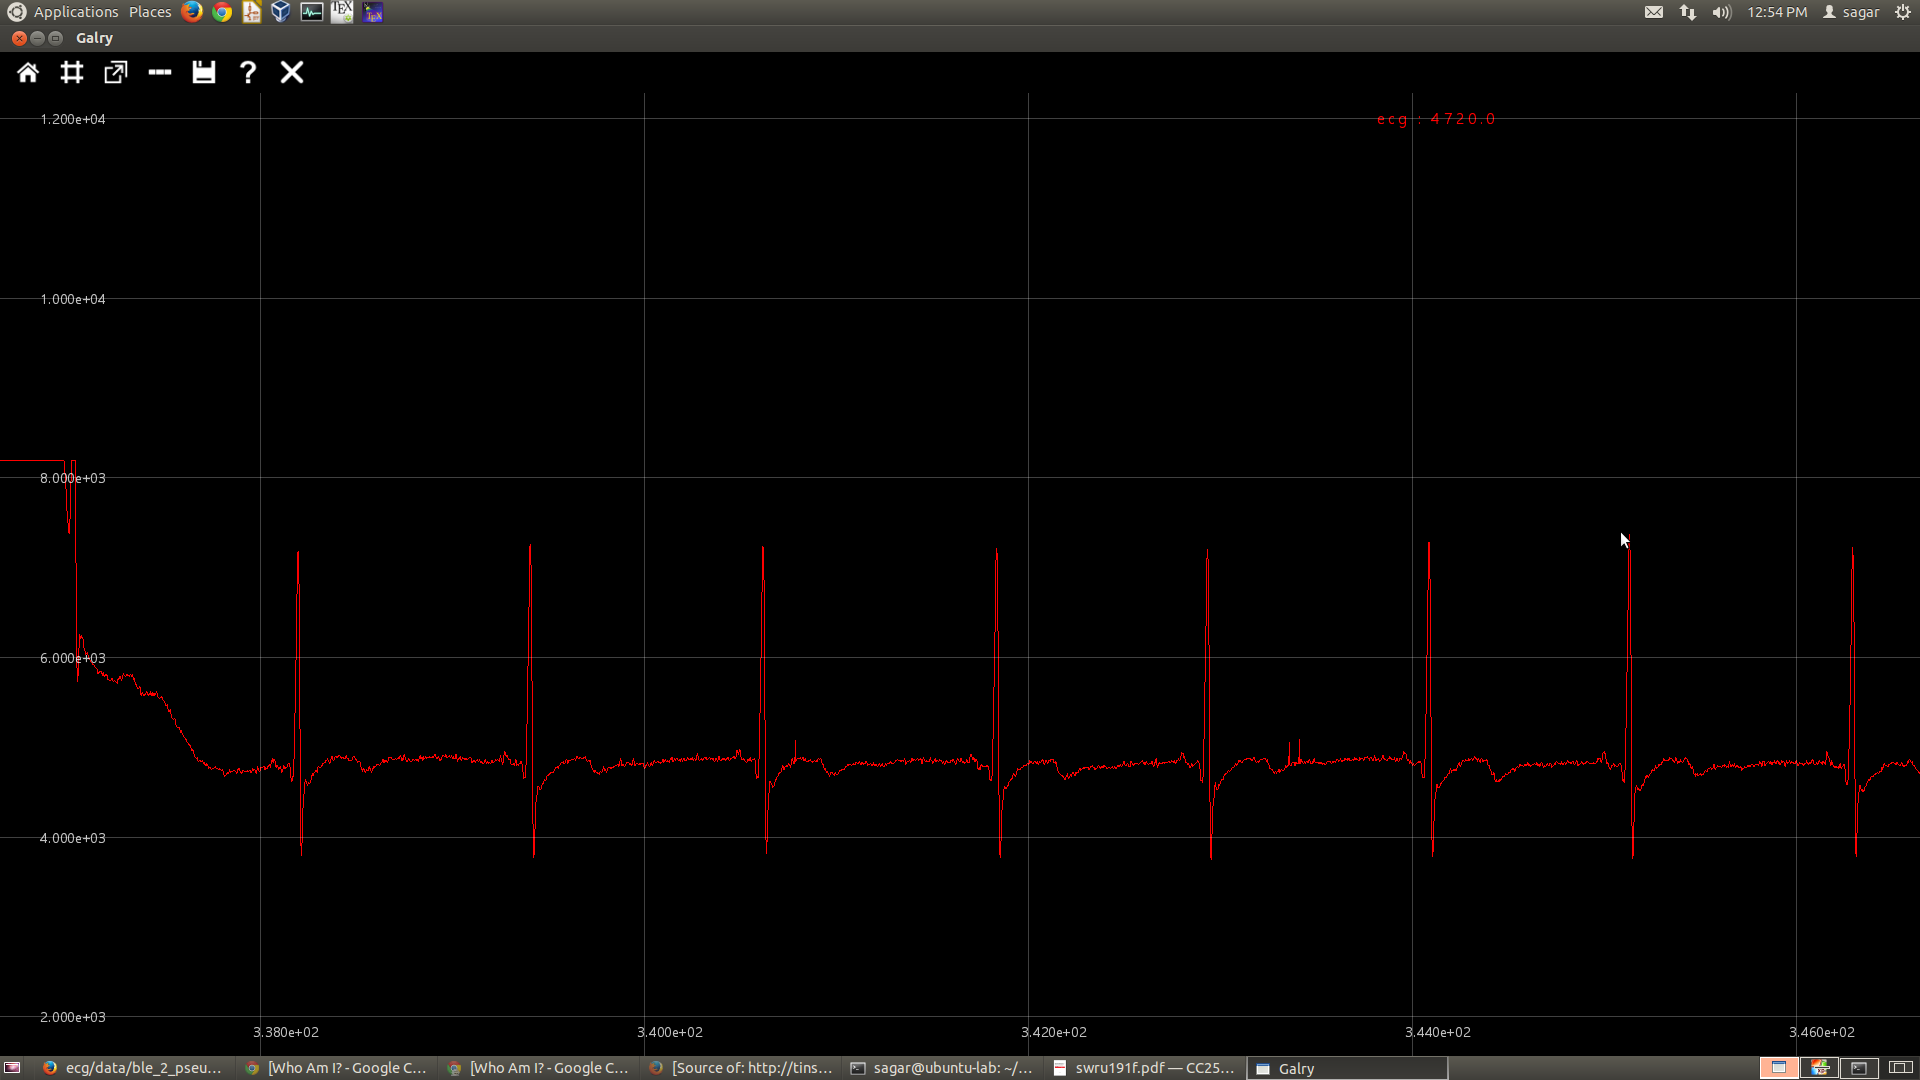 Applications Places TEX TEX 12:54 PM sagar
Galry
1.200e+04
ecg : 4720.0
1.000e+04
8.000e+03
6.000e+03
4.000e+03
2.000e+03
3.380e+02 3.400e+02 3.420e+02 3.440e+02 3.460e+02
ecg/data/ble_2_pseu... [Who Am I? - Google C... [Who Am I? - Google C... [Source of: http://tins... sagar@ubuntu-lab: ~/... swru191f.pdf — CC25... Galry